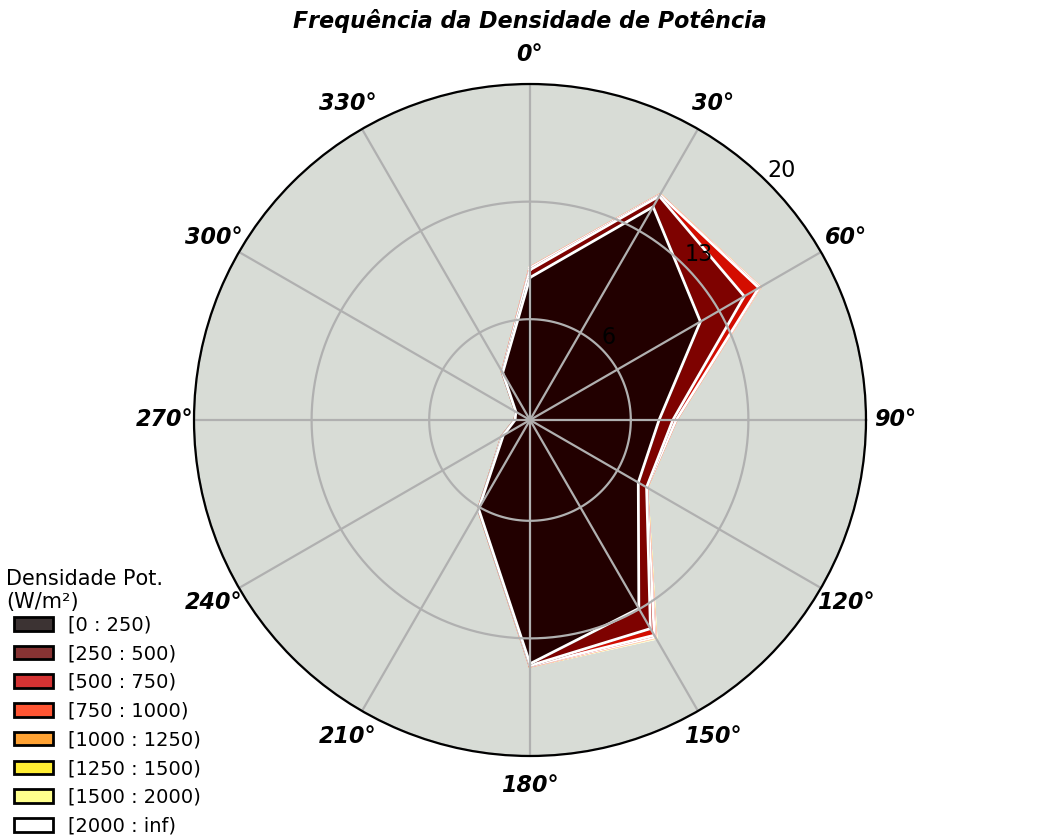 Frequência da Densidade de Potência
0°
330°
30°
20
300°
60°
13
6
270°
90°
240°
120°
210°
150°
180°
Densidade Pot.
(W/m²)
[0 : 250)
[250 : 500)
[500 : 750)
[750 : 1000)
[1000 : 1250)
[1250 : 1500)
[1500 : 2000)
[2000 : inf)